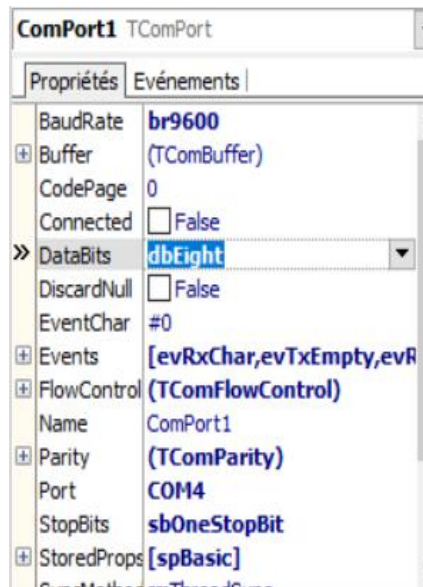 ComPort1 TComPort
Propriétés Evénements
BaudRate br9600
Buffer (TComBuffer)
CodePage 0
Connected False
DataBits dbEight
DiscardNull False
EventChar #0
Events [evRxChar,evTxEmpty,evR
FlowControl (TComFlowControl)
Name ComPort1
Parity (TComParity)
Port COM4
StopBits sbOneStopBit
StoredProps [spBasic]